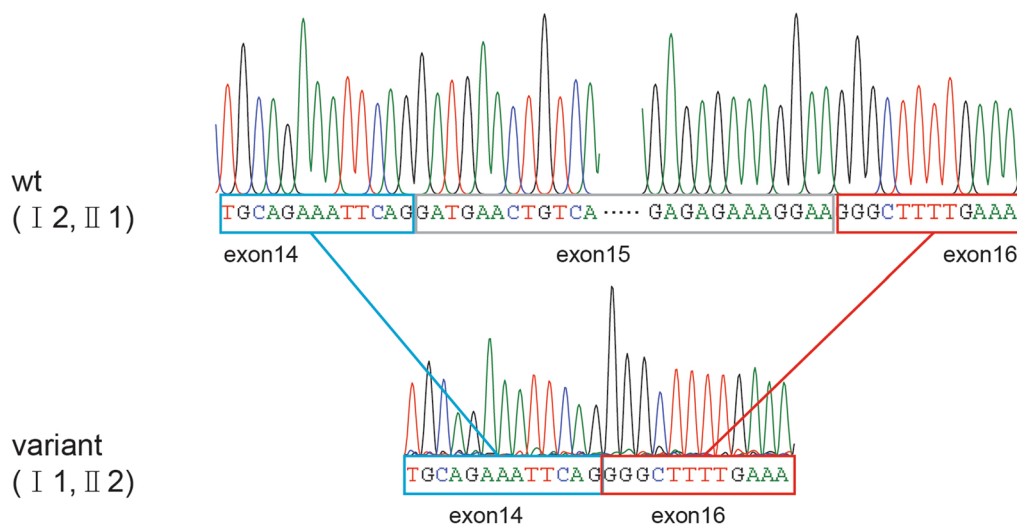 wt
(Ⅰ 2, Ⅱ 1)
TGCAGAAATTCAGGATGAACTGTCA·····GAGAGAAAGGAAGGGCTTTTGAAA
exon14 exon15 exon16
variant
(Ⅰ 1, Ⅱ 2)
TGCAGAAATTCAGGGGCTTTTGAAA
exon14 exon16